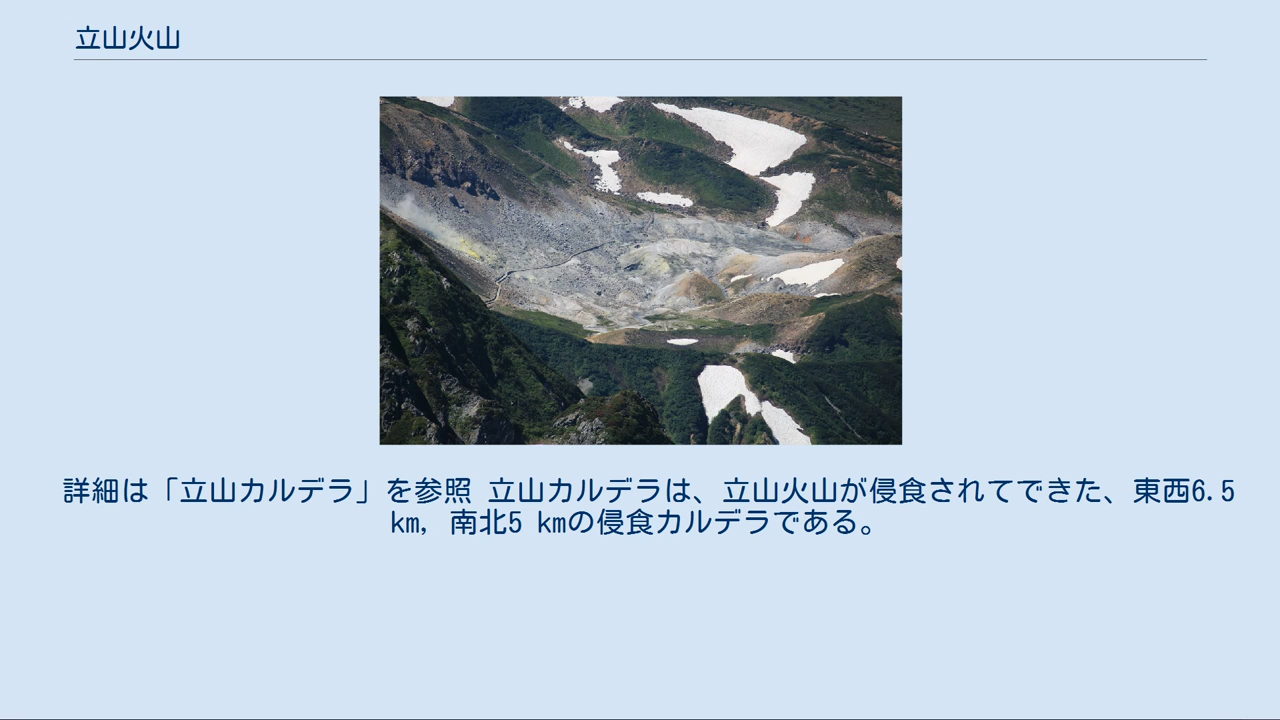 立山火山
詳細は「立山カルデラ」を参照 立山カルデラは、立山火山が侵食されてできた、東西6.5
km, 南北5 kmの侵食カルデラである。